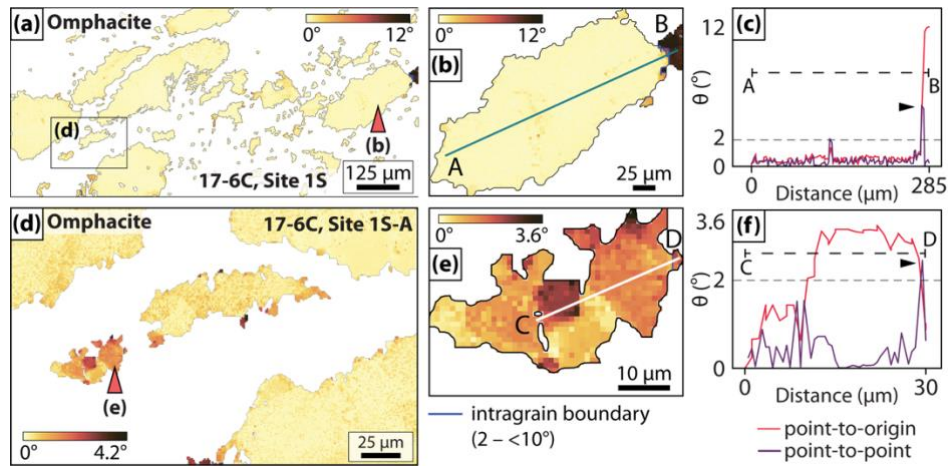 (a) Omphacite
0° 12°
(d)
(b)
17-6C, Site 1S
125 µm
0° 12°
B
(b)
A
25 µm
(c)
12
θ (°)
A B
2
0
0 285
Distance (µm)
(d) Omphacite 17-6C, Site 1S-A
(e)
0° 4.2°
25 µm
(e)
0° 3.6°
D
C
10 µm
intragrain boundary
(2 – <10°)
3.6
(f)
D
C
θ (°)
2
0
0 30
Distance (µm)
point-to-origin
point-to-point